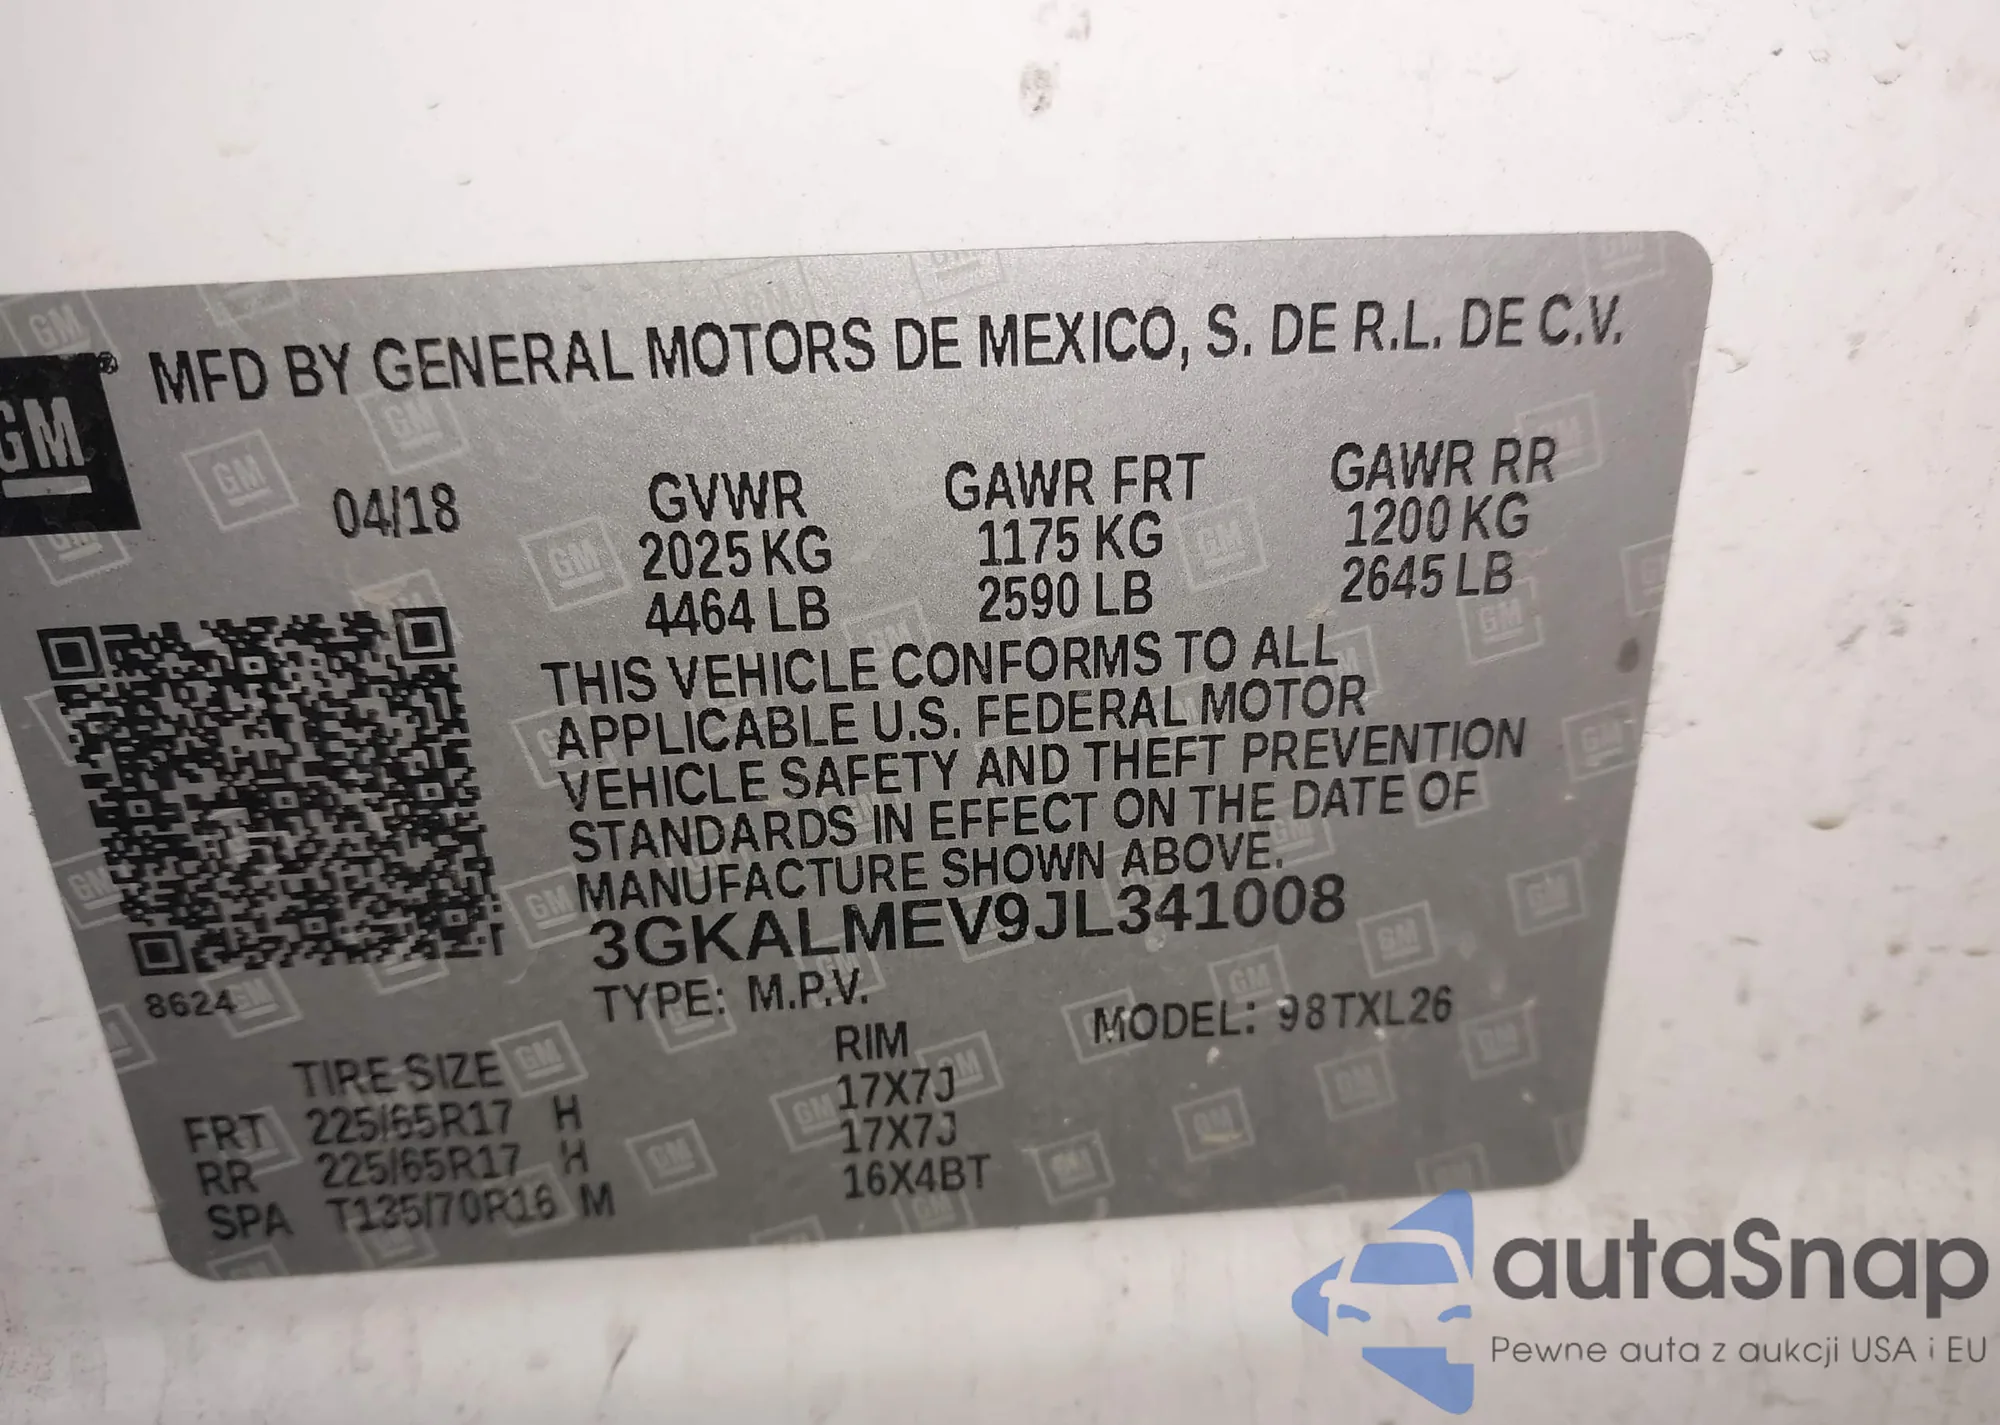 GM®
MFD BY GENERAL MOTORS DE MEXICO, S. DE R.L. DE C.V.
04/18 GVWR GAWR FRT GAWR RR
2025 KG 1175 KG 1200 KG
4464 LB 2590 LB 2645 LB
THIS VEHICLE CONFORMS TO ALL
APPLICABLE U.S. FEDERAL MOTOR
VEHICLE SAFETY AND THEFT PREVENTION
STANDARDS IN EFFECT ON THE DATE OF
MANUFACTURE SHOWN ABOVE.
3GKALMEV9JL341008
8624 TYPE: M.P.V. MODEL: 98TXL26
TIRE SIZE RIM
FRT 225/65R17 H 17X7J
RR 225/65R17 H 17X7J
SPA T135/70R16 M 16X4BT
autaSnap
Pewne auta z aukcji USA i EU